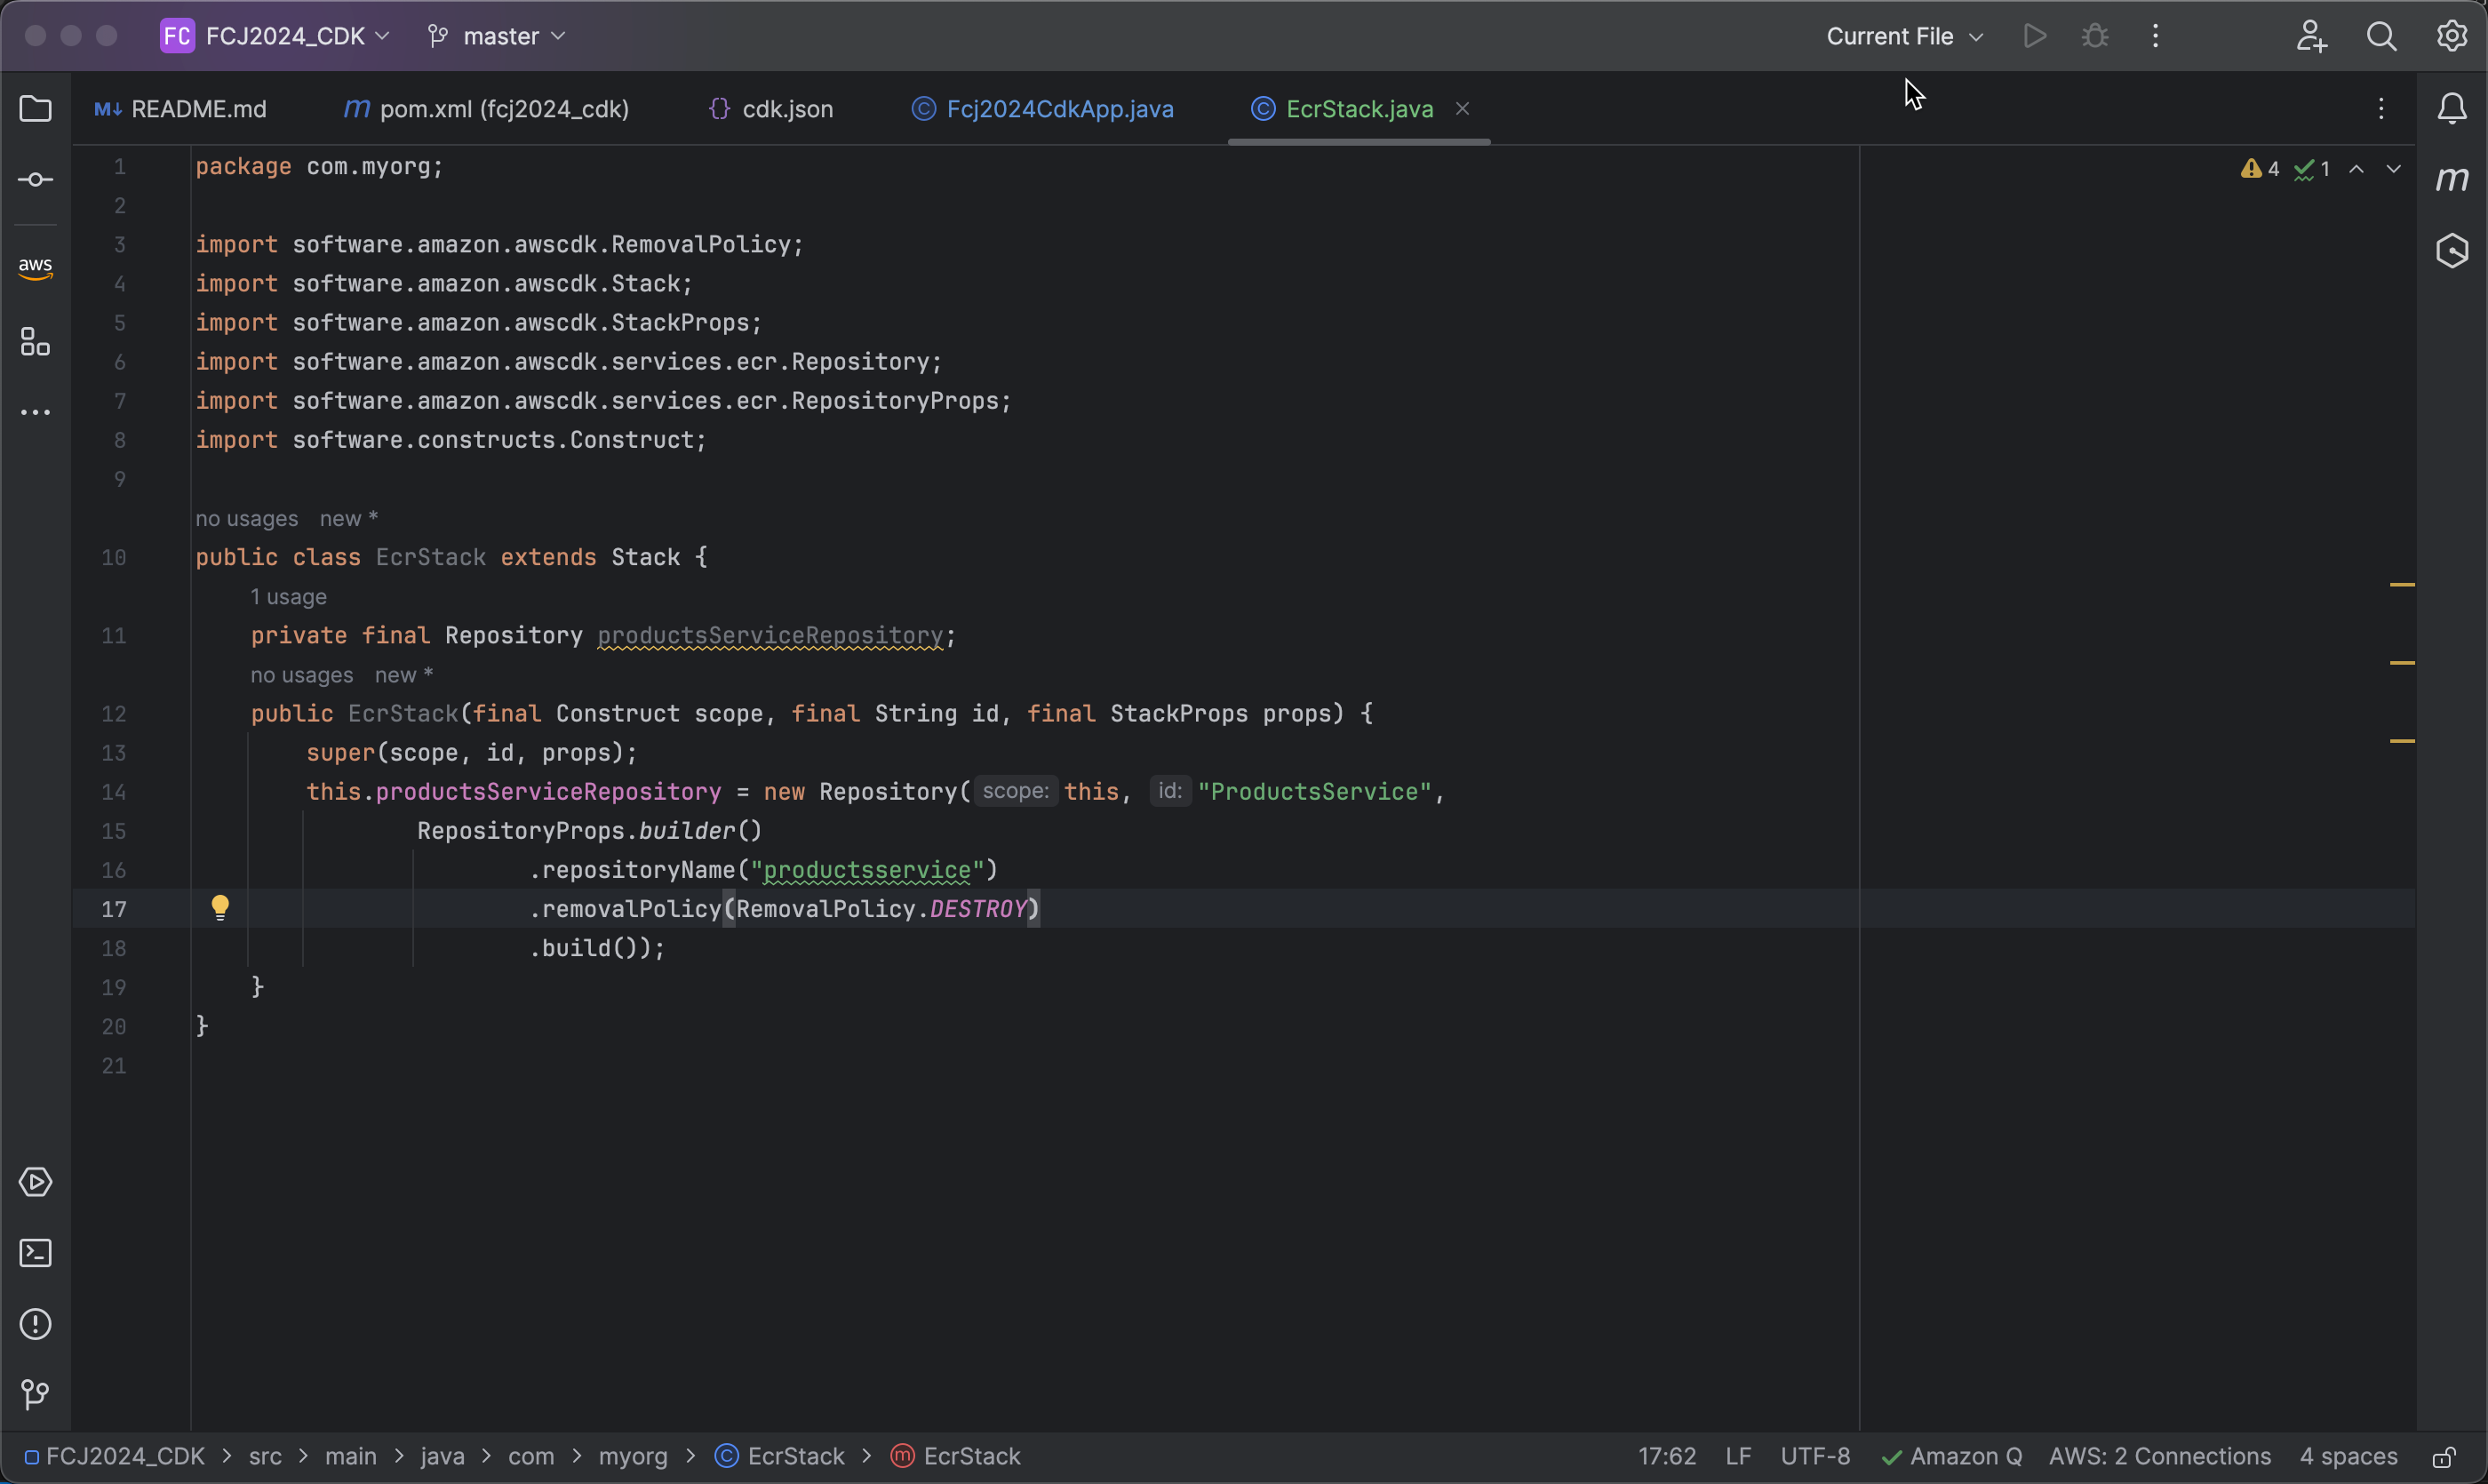 FC FCJ2024_CDK master Current File
README.md pom.xml (fcj2024_cdk) cdk.json Fcj2024CdkApp.java EcrStack.java
4 1
aws
1 package com.myorg;
2
3 import software.amazon.awscdk.RemovalPolicy;
4 import software.amazon.awscdk.Stack;
5 import software.amazon.awscdk.StackProps;
6 import software.amazon.awscdk.services.ecr.Repository;
7 import software.amazon.awscdk.services.ecr.RepositoryProps;
8 import software.constructs.Construct;
9
no usages new *
10 public class EcrStack extends Stack {
1 usage
11 private final Repository productsServiceRepository;
no usages new *
12 public EcrStack(final Construct scope, final String id, final StackProps props) {
13 super(scope, id, props);
14 this.productsServiceRepository = new Repository( scope: this, id: "ProductsService",
15 RepositoryProps.builder()
16 .repositoryName("productsservice")
17 .removalPolicy(RemovalPolicy.DESTROY)
18 .build());
19 }
20 }
21
FCJ2024_CDK > src > main > java > com > myorg > EcrStack > EcrStack 17:62 LF UTF-8 Amazon Q AWS: 2 Connections 4 spaces